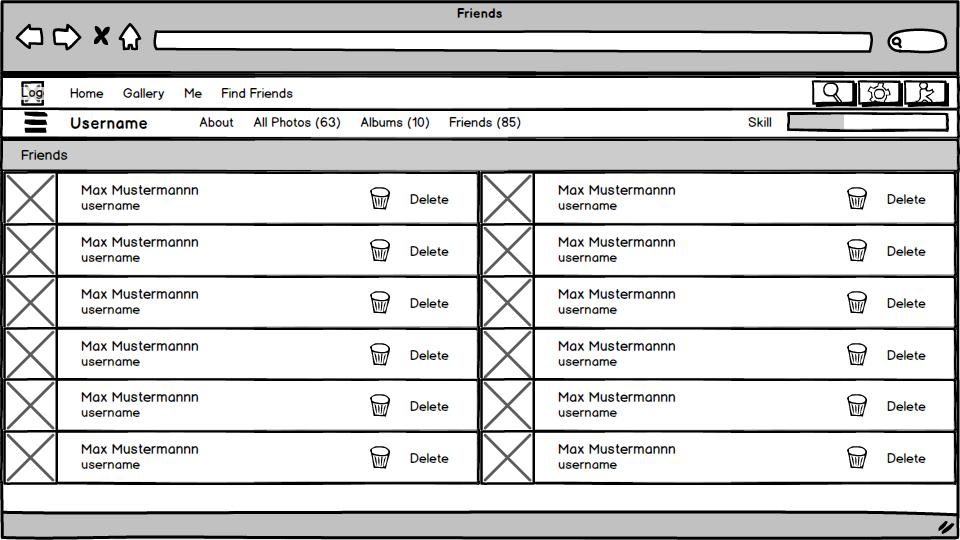 Friends
Log Home Gallery Me Find Friends
Username About All Photos (63) Albums (10) Friends (85) Skill
Friends
Max Mustermannn Max Mustermannn
username Delete username Delete
Max Mustermannn Max Mustermannn
username Delete username Delete
Max Mustermannn Max Mustermannn
username Delete username Delete
Max Mustermannn Max Mustermannn
username Delete username Delete
Max Mustermannn Max Mustermannn
username Delete username Delete
Max Mustermannn Max Mustermannn
username Delete username Delete